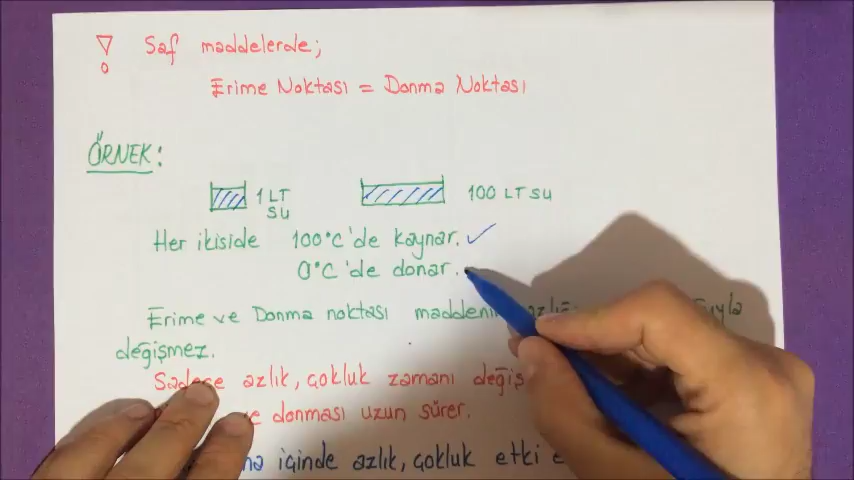 ! Saf maddelerde;
Erime Noktası = Donma Noktası
ÖRNEK:
1 LT
SU
100 LT SU
Her ikiside 100°C'de kaynar. ✓
0°C'de donar.
Erime ve Donma noktası maddenin
değişmez.
Sadece azlık, çokluk zamanı
donması uzun sürer.
içinde azlık, çokluk etki